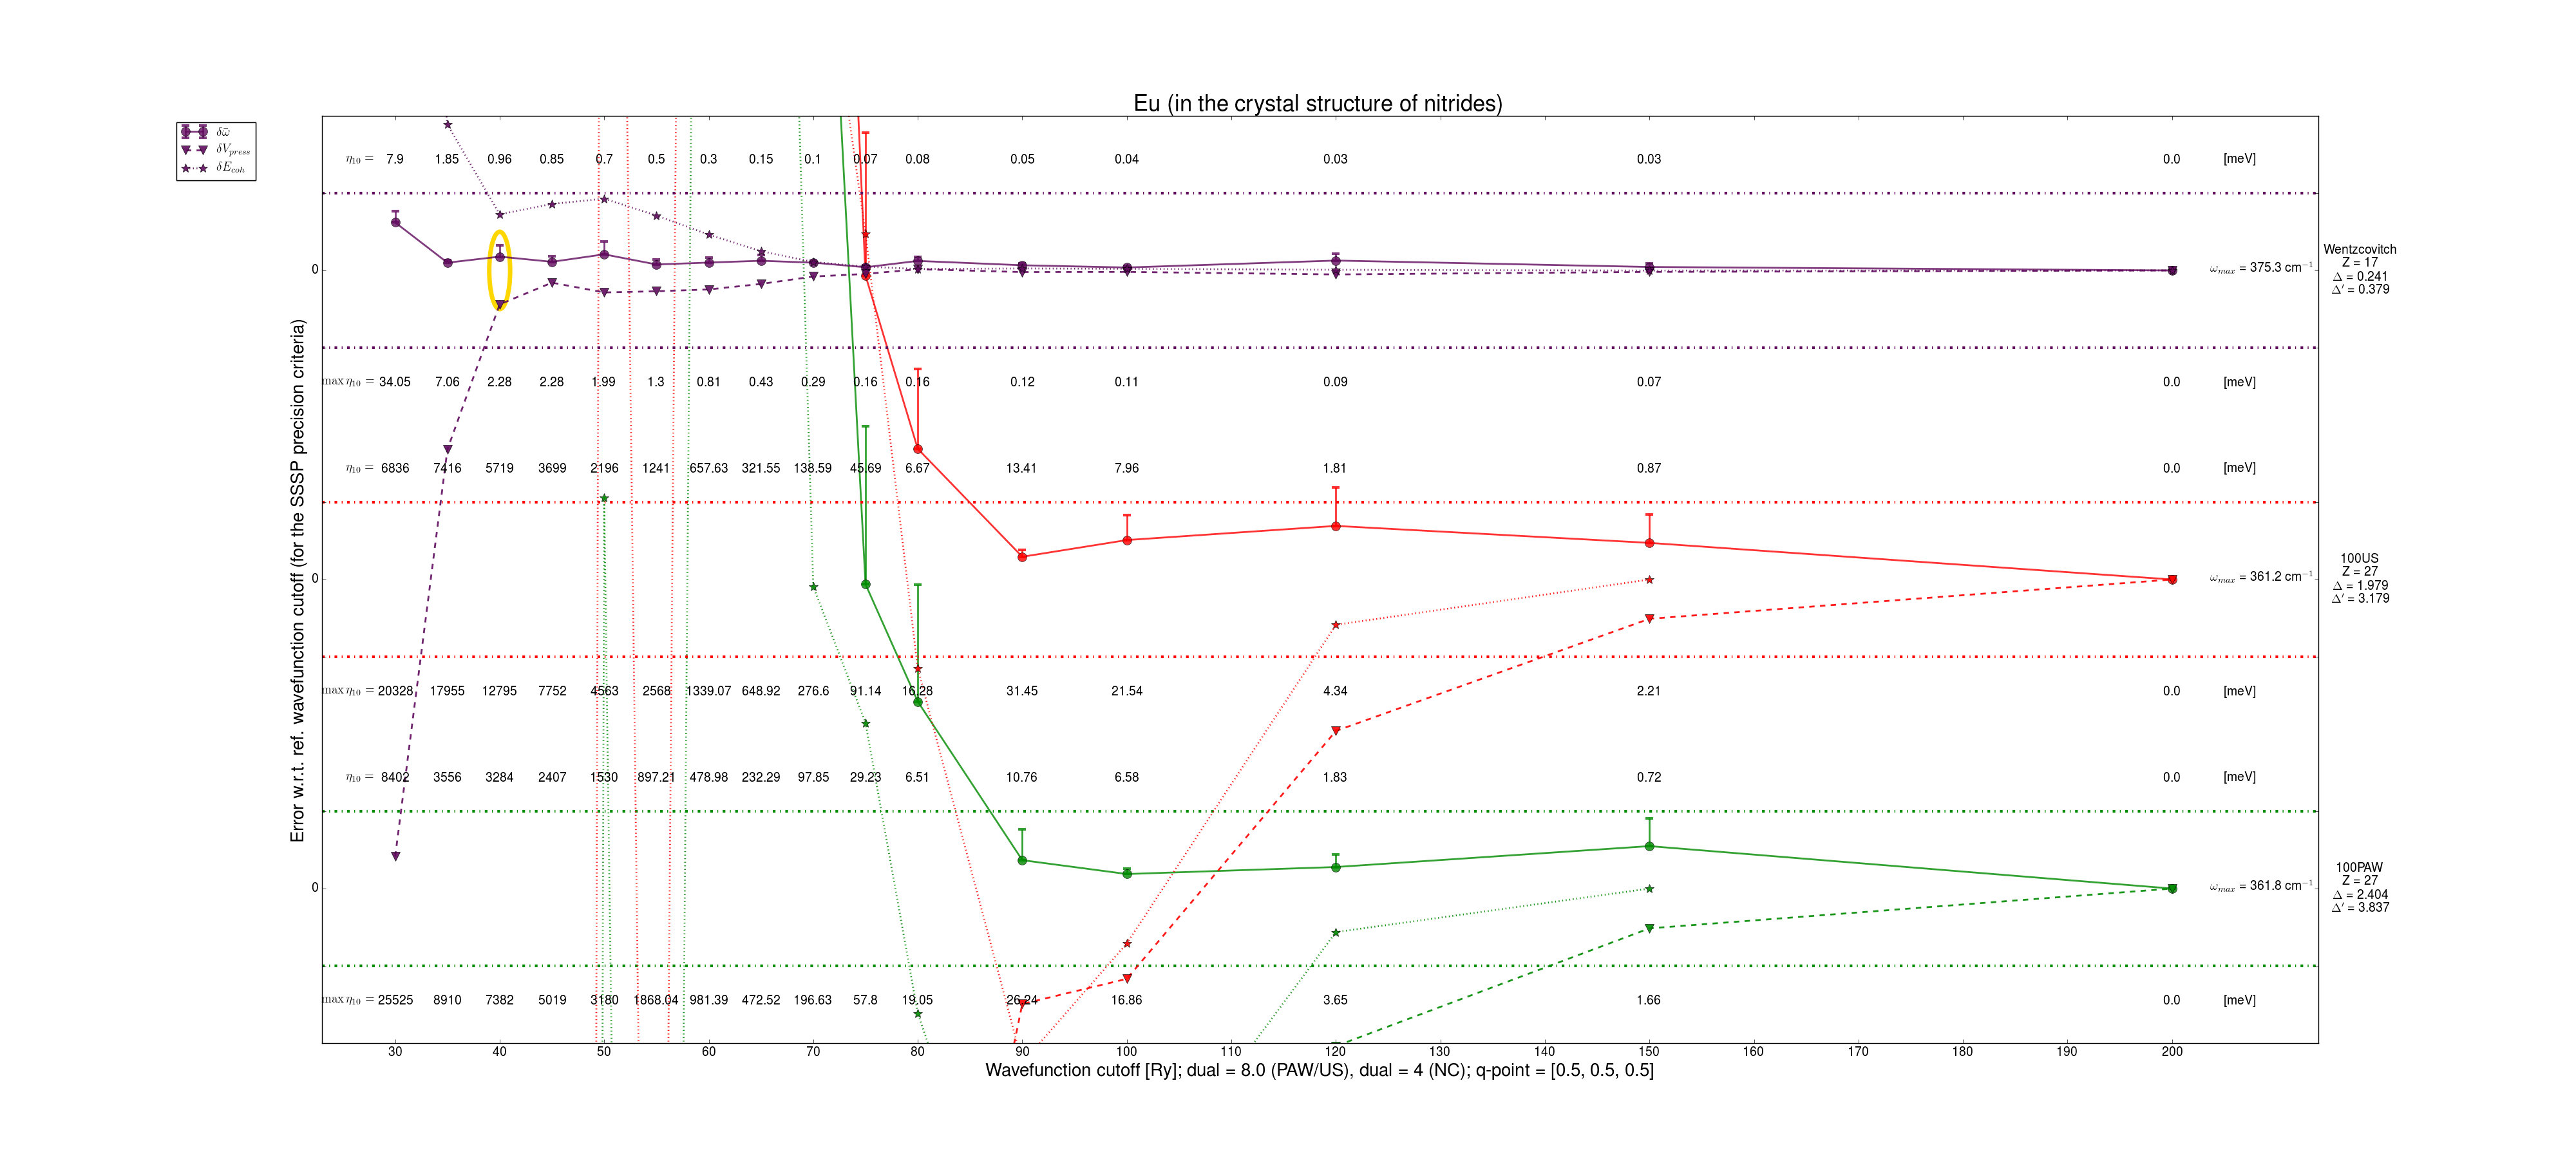 Eu (in the crystal structure of nitrides)
δω̄
δV_press
δE_coh
η₁₀ = 7.9 1.85 0.96 0.85 0.7 0.5 0.3 0.15 0.1 0.07 0.08 0.05 0.04 0.03 0.03 0.0 [meV]
0
ω_max = 375.3 cm⁻¹
Wentzcovitch
Z = 17
Δ = 0.241
Δ′ = 0.379
max η₁₀ = 34.05 7.06 2.28 2.28 1.99 1.3 0.81 0.43 0.29 0.16 0.16 0.12 0.11 0.09 0.07 0.0 [meV]
η₁₀ = 6836 7416 5719 3699 2196 1241 657.63 321.55 138.59 45.69 6.67 13.41 7.96 1.81 0.87 0.0 [meV]
0
ω_max = 361.2 cm⁻¹
100US
Z = 27
Δ = 1.979
Δ′ = 3.179
max η₁₀ = 20328 17955 12795 7752 4563 2568 1339.07 648.92 276.6 91.14 16.28 31.45 21.54 4.34 2.21 0.0 [meV]
η₁₀ = 8402 3556 3284 2407 1530 897.21 478.98 232.29 97.85 29.23 6.51 10.76 6.58 1.83 0.72 0.0 [meV]
0
ω_max = 361.8 cm⁻¹
100PAW
Z = 27
Δ = 2.404
Δ′ = 3.837
max η₁₀ = 25525 8910 7382 5019 3180 1868.04 981.39 472.52 196.63 57.8 19.05 26.24 16.86 3.65 1.66 0.0 [meV]
30 40 50 60 70 80 90 100 110 120 130 140 150 160 170 180 190 200
Wavefunction cutoff [Ry]; dual = 8.0 (PAW/US), dual = 4 (NC); q-point = [0.5, 0.5, 0.5]
Error w.r.t. ref. wavefunction cutoff (for the SSSP precision criteria)